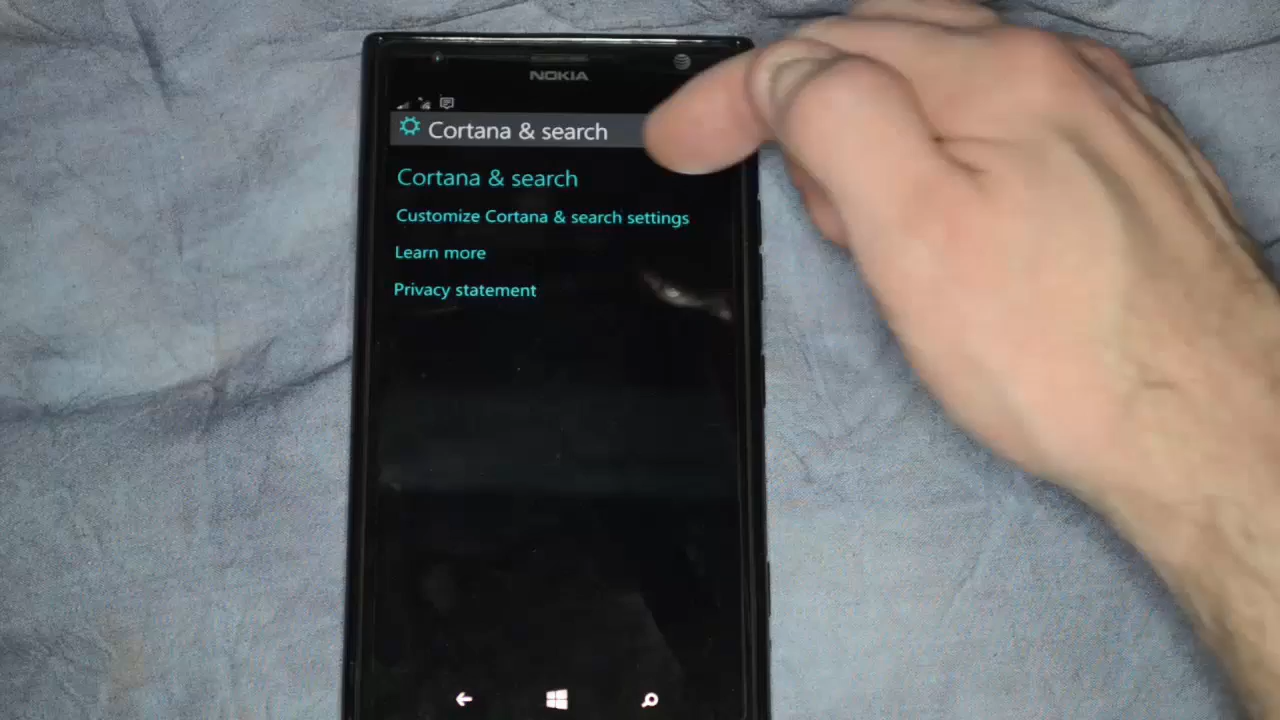 NOKIA
Cortana & search
Cortana & search
Customize Cortana & search settings
Learn more
Privacy statement